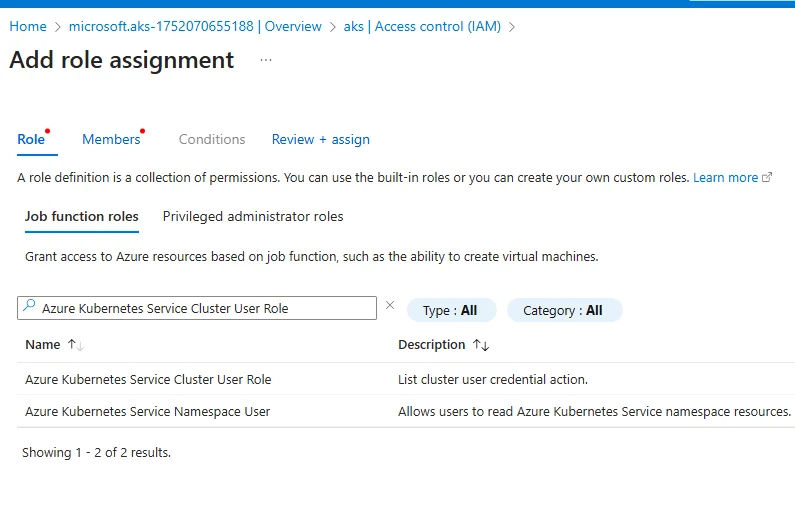 Home > microsoft.aks-1752070655188 | Overview > aks | Access control (IAM) >
Add role assignment ...
Role Members Conditions Review + assign
A role definition is a collection of permissions. You can use the built-in roles or you can create your own custom roles. Learn more
Job function roles Privileged administrator roles
Grant access to Azure resources based on job function, such as the ability to create virtual machines.
Azure Kubernetes Service Cluster User Role × Type : All Category : All
Name ↑↓ Description ↑↓
Azure Kubernetes Service Cluster User Role List cluster user credential action.
Azure Kubernetes Service Namespace User Allows users to read Azure Kubernetes Service namespace resources.
Showing 1 - 2 of 2 results.